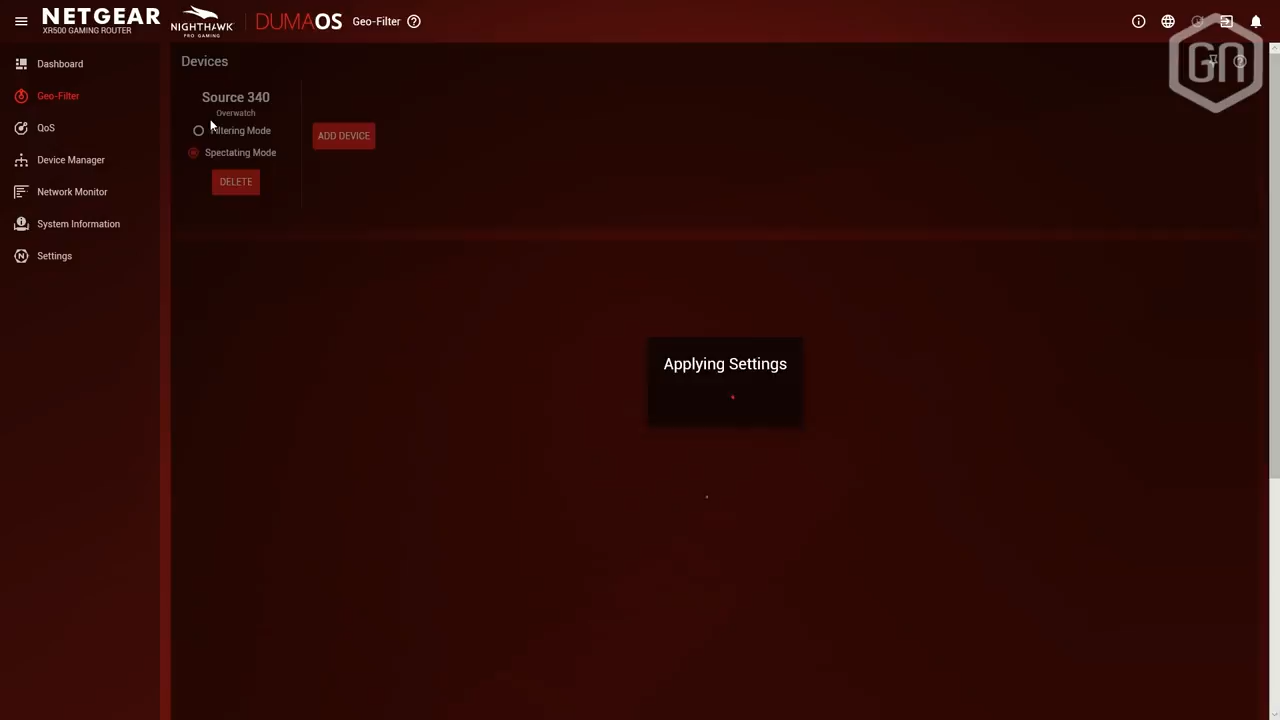 NETGEAR
XR500 GAMING ROUTER
NIGHTHAWK
PRO GAMING
DUMAOS
Geo-Filter
GN
Dashboard
Geo-Filter
QoS
Device Manager
Network Monitor
System Information
Settings
Devices
Source 340
Overwatch
Filtering Mode
Spectating Mode
DELETE
ADD DEVICE
Applying Settings